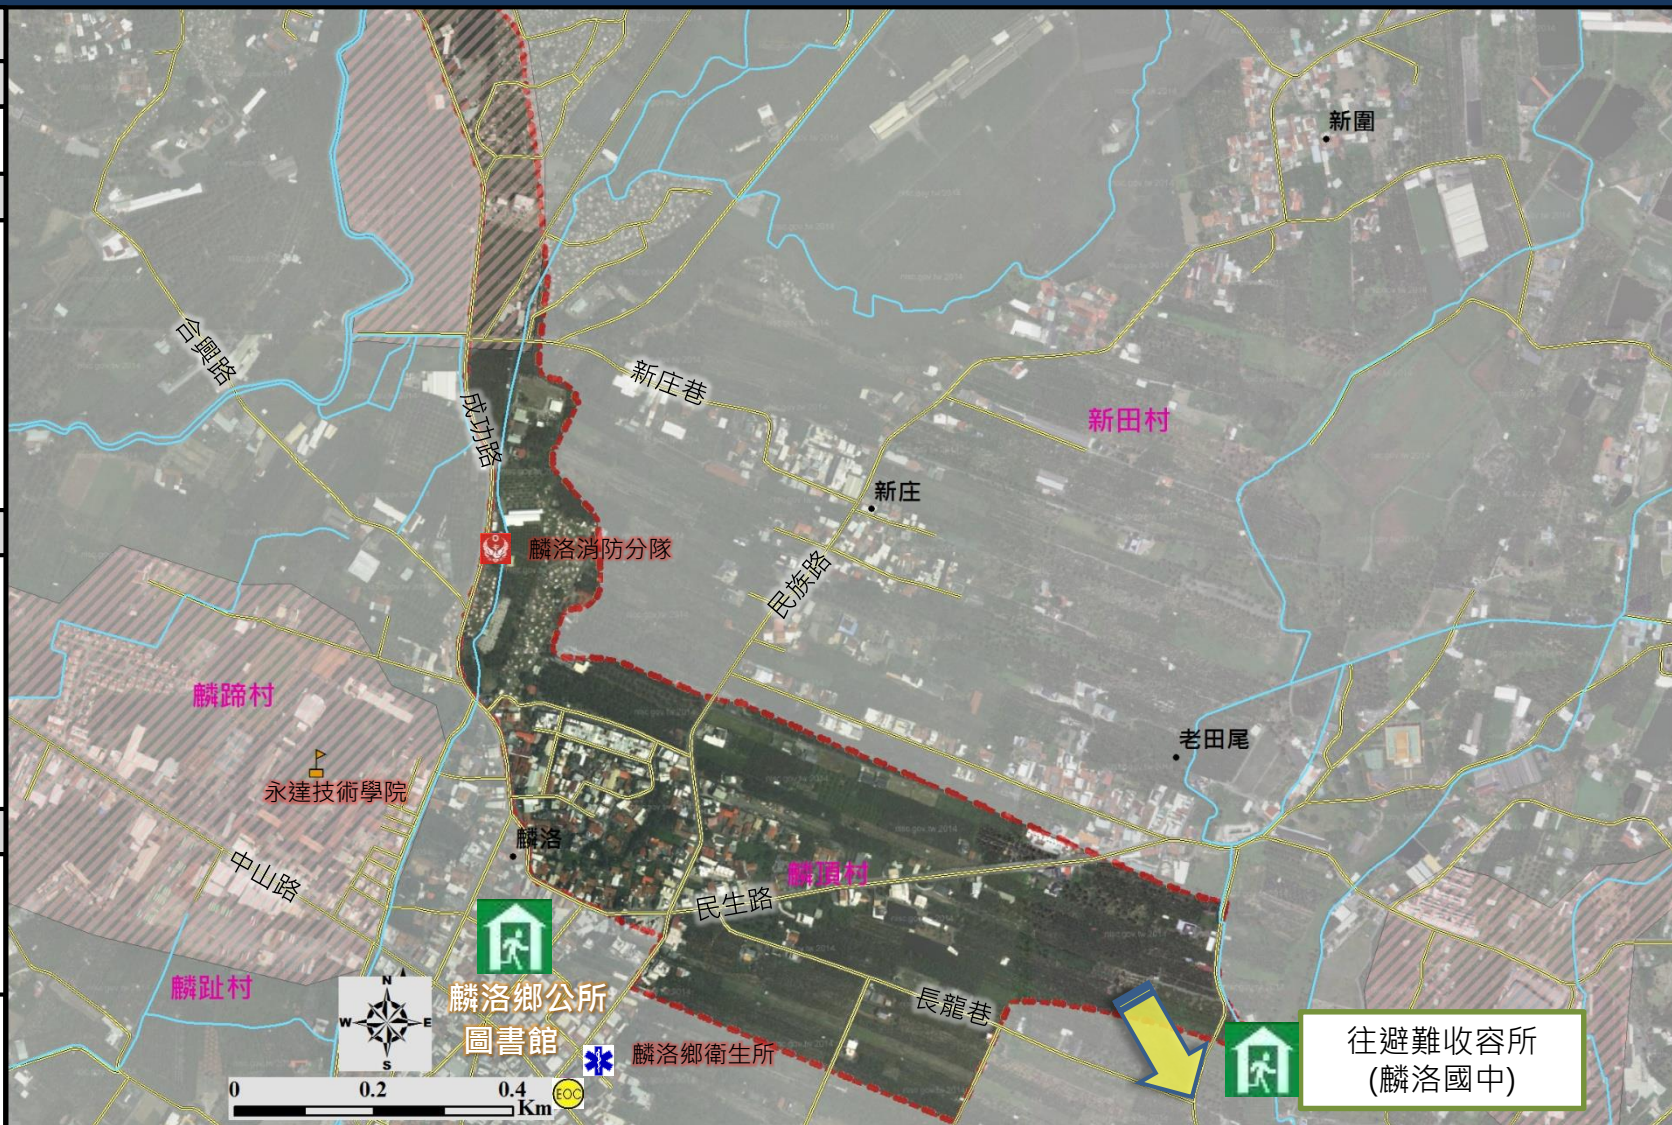 新圍
合興路
新庄巷
成功路
新田村
新庄
麟洛消防分隊
民族路
麟蹄村
老田尾
永達技術學院
麟洛
中山路
麟頂村
民生路
麟趾村
長龍巷
N
W
E
S
麟洛鄉公所
圖書館
麟洛鄉衛生所
EOC
0 0.2 0.4
Km
往避難收容所
(麟洛國中)